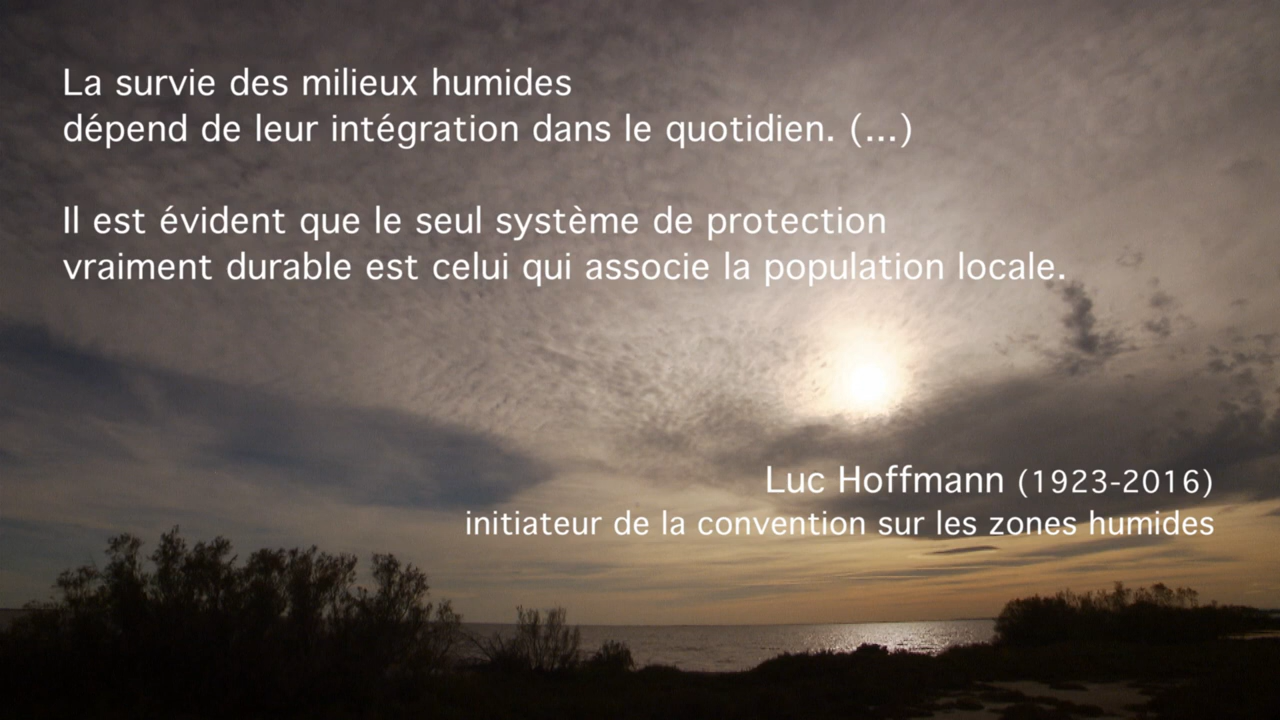 La survie des milieux humides
dépend de leur intégration dans le quotidien. (...)
Il est évident que le seul système de protection
vraiment durable est celui qui associe la population locale.
Luc Hoffmann (1923-2016)
initiateur de la convention sur les zones humides